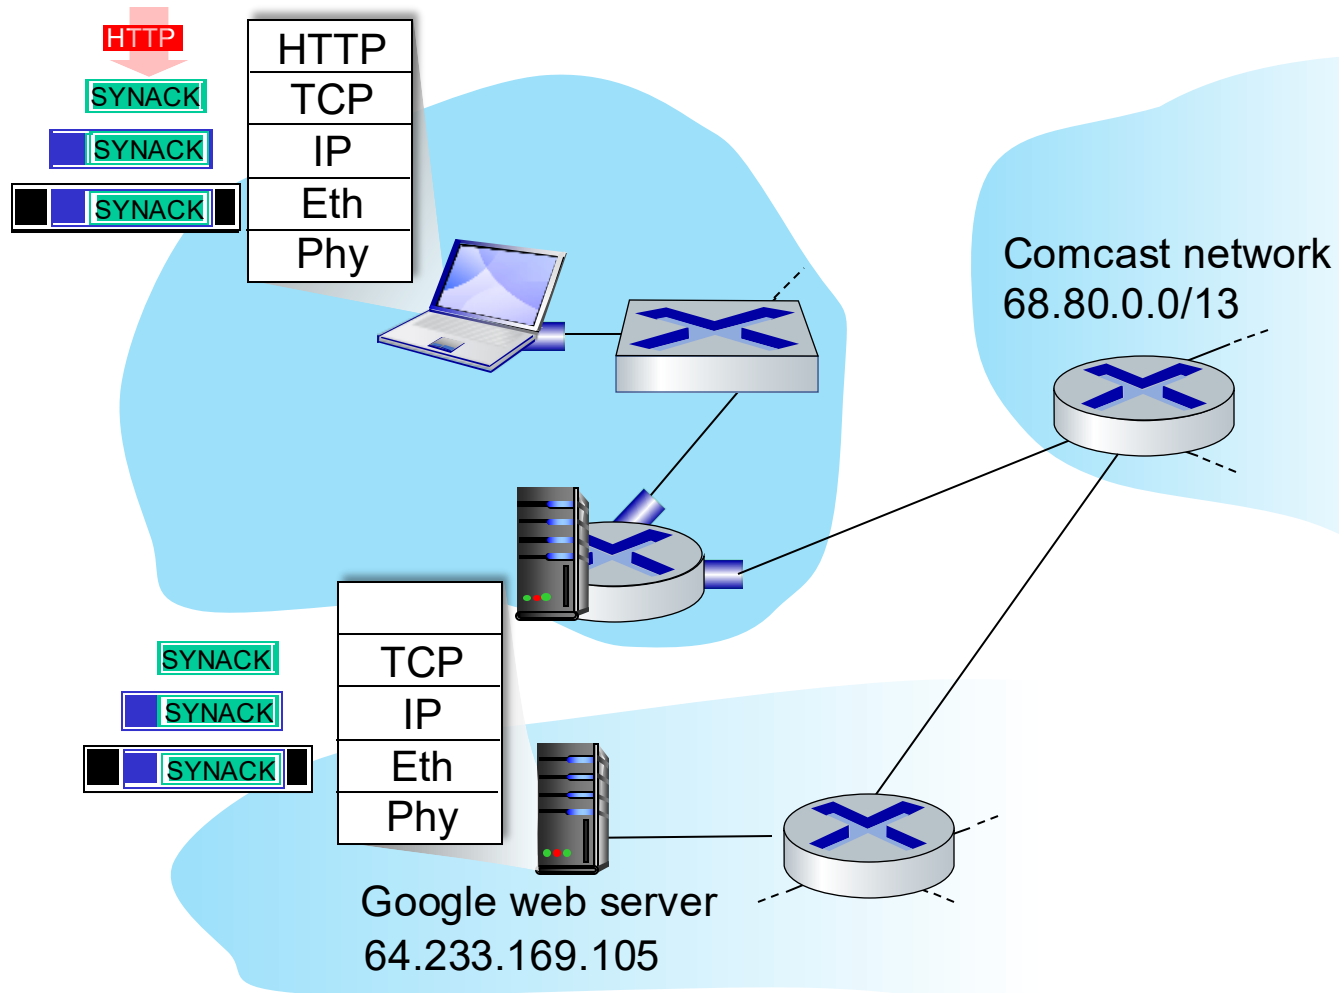 HTTP
SYNACK
SYNACK
SYNACK
HTTP
TCP
IP
Eth
Phy
Comcast network
68.80.0.0/13
SYNACK
SYNACK
SYNACK
TCP
IP
Eth
Phy
Google web server
64.233.169.105